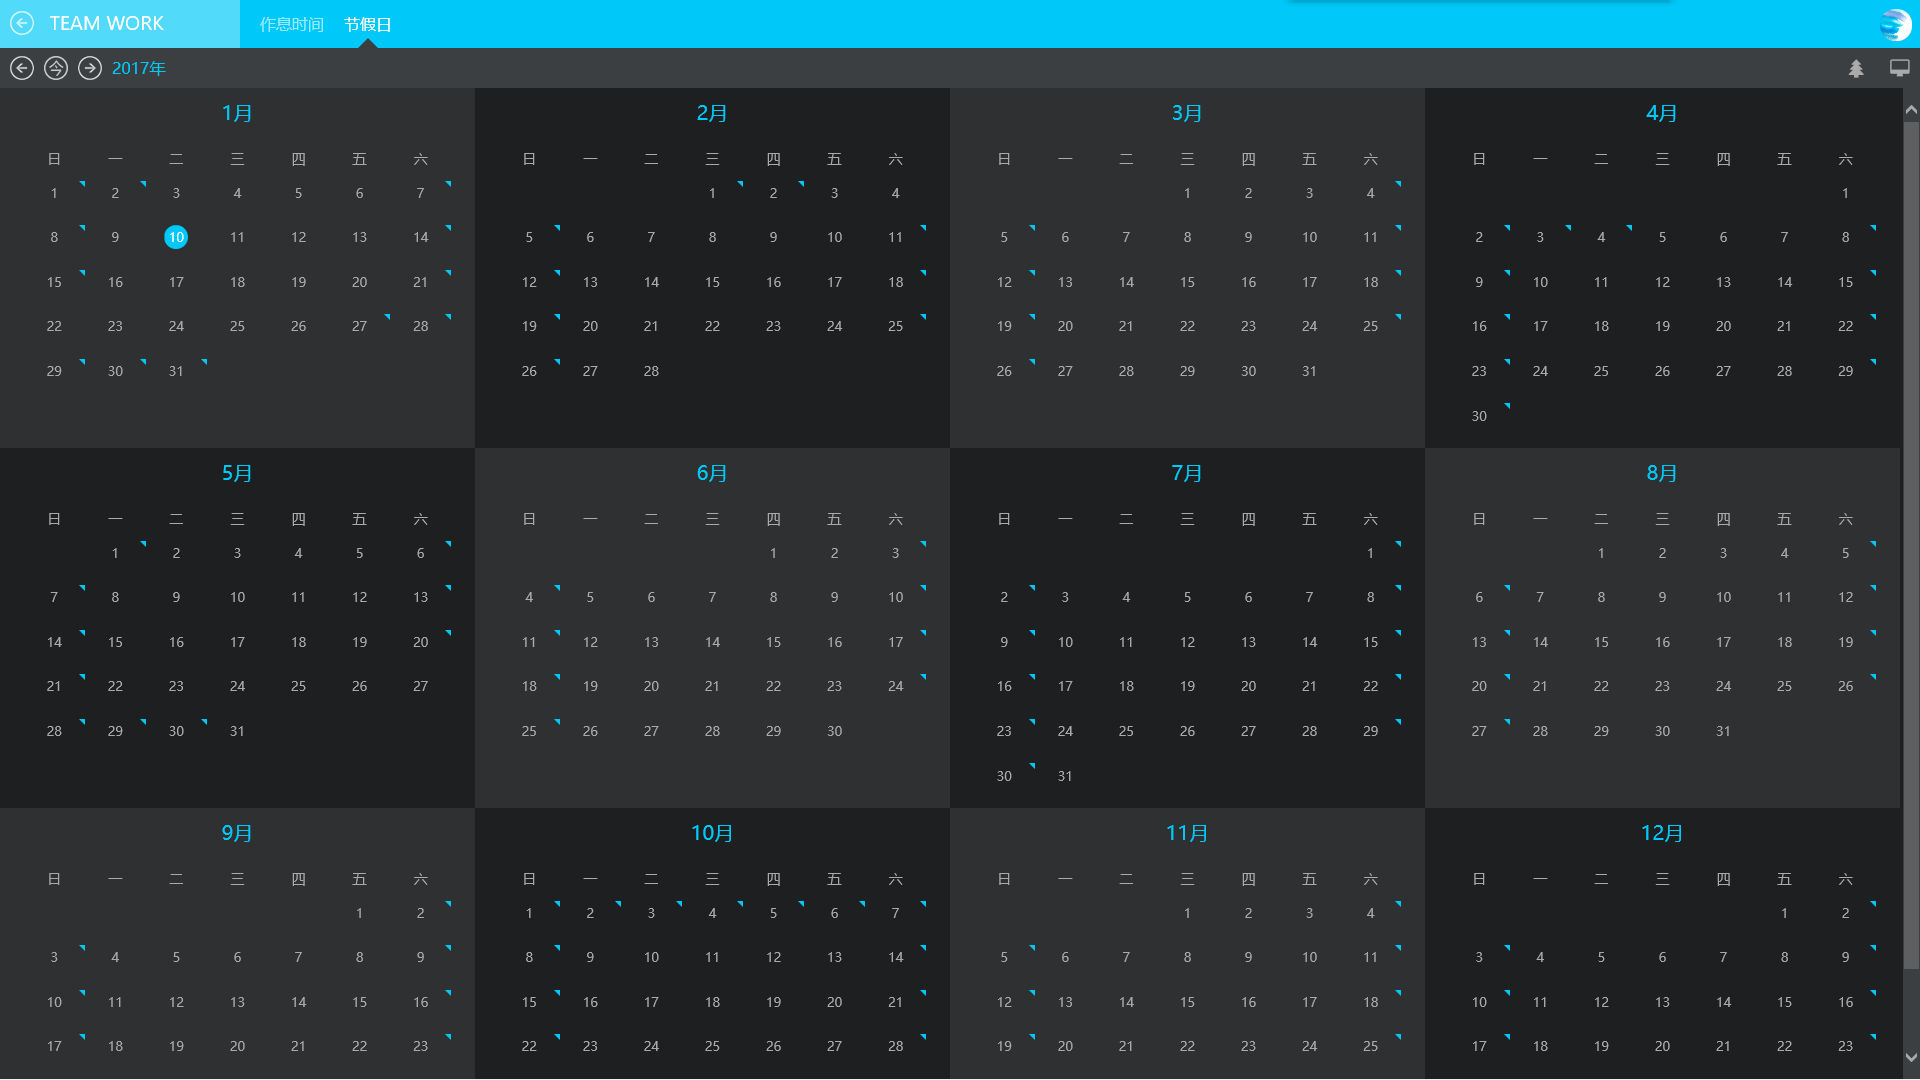 TEAM WORK 作息时间 节假日
今 2017年
1月 2月 3月 4月
日 一 二 三 四 五 六 日 一 二 三 四 五 六 日 一 二 三 四 五 六 日 一 二 三 四 五 六
1 2 3 4 5 6 7 1 2 3 4 1 2 3 4 1
8 9 10 11 12 13 14 5 6 7 8 9 10 11 5 6 7 8 9 10 11 2 3 4 5 6 7 8
15 16 17 18 19 20 21 12 13 14 15 16 17 18 12 13 14 15 16 17 18 9 10 11 12 13 14 15
22 23 24 25 26 27 28 19 20 21 22 23 24 25 19 20 21 22 23 24 25 16 17 18 19 20 21 22
29 30 31 26 27 28 26 27 28 29 30 31 23 24 25 26 27 28 29
30
5月 6月 7月 8月
日 一 二 三 四 五 六 日 一 二 三 四 五 六 日 一 二 三 四 五 六 日 一 二 三 四 五 六
1 2 3 4 5 6 1 2 3 1 1 2 3 4 5
7 8 9 10 11 12 13 4 5 6 7 8 9 10 2 3 4 5 6 7 8 6 7 8 9 10 11 12
14 15 16 17 18 19 20 11 12 13 14 15 16 17 9 10 11 12 13 14 15 13 14 15 16 17 18 19
21 22 23 24 25 26 27 18 19 20 21 22 23 24 16 17 18 19 20 21 22 20 21 22 23 24 25 26
28 29 30 31 25 26 27 28 29 30 23 24 25 26 27 28 29 27 28 29 30 31
30 31
9月 10月 11月 12月
日 一 二 三 四 五 六 日 一 二 三 四 五 六 日 一 二 三 四 五 六 日 一 二 三 四 五 六
1 2 1 2 3 4 5 6 7 1 2 3 4 1 2
3 4 5 6 7 8 9 8 9 10 11 12 13 14 5 6 7 8 9 10 11 3 4 5 6 7 8 9
10 11 12 13 14 15 16 15 16 17 18 19 20 21 12 13 14 15 16 17 18 10 11 12 13 14 15 16
17 18 19 20 21 22 23 22 23 24 25 26 27 28 19 20 21 22 23 24 25 17 18 19 20 21 22 23